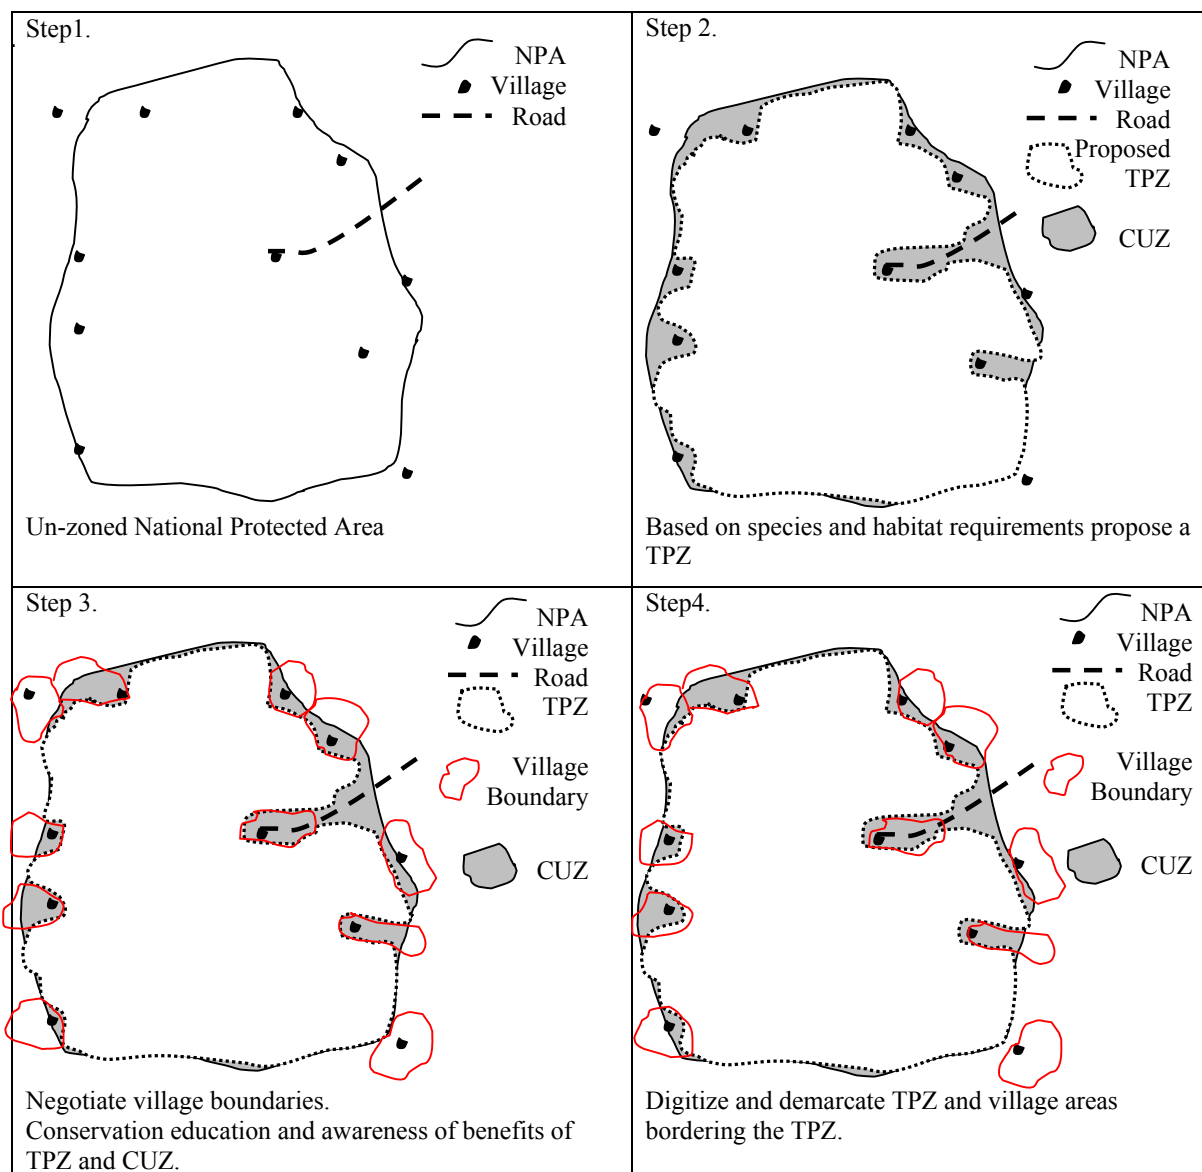 Step1.
NPA
Village
Road
Un-zoned National Protected Area
Step 2.
NPA
Village
Road
Proposed
TPZ
CUZ
Based on species and habitat requirements propose a
TPZ
Step 3.
NPA
Village
Road
TPZ
Village
Boundary
CUZ
Negotiate village boundaries.
Conservation education and awareness of benefits of
TPZ and CUZ.
Step4.
NPA
Village
Road
TPZ
Village
Boundary
CUZ
Digitize and demarcate TPZ and village areas
bordering the TPZ.